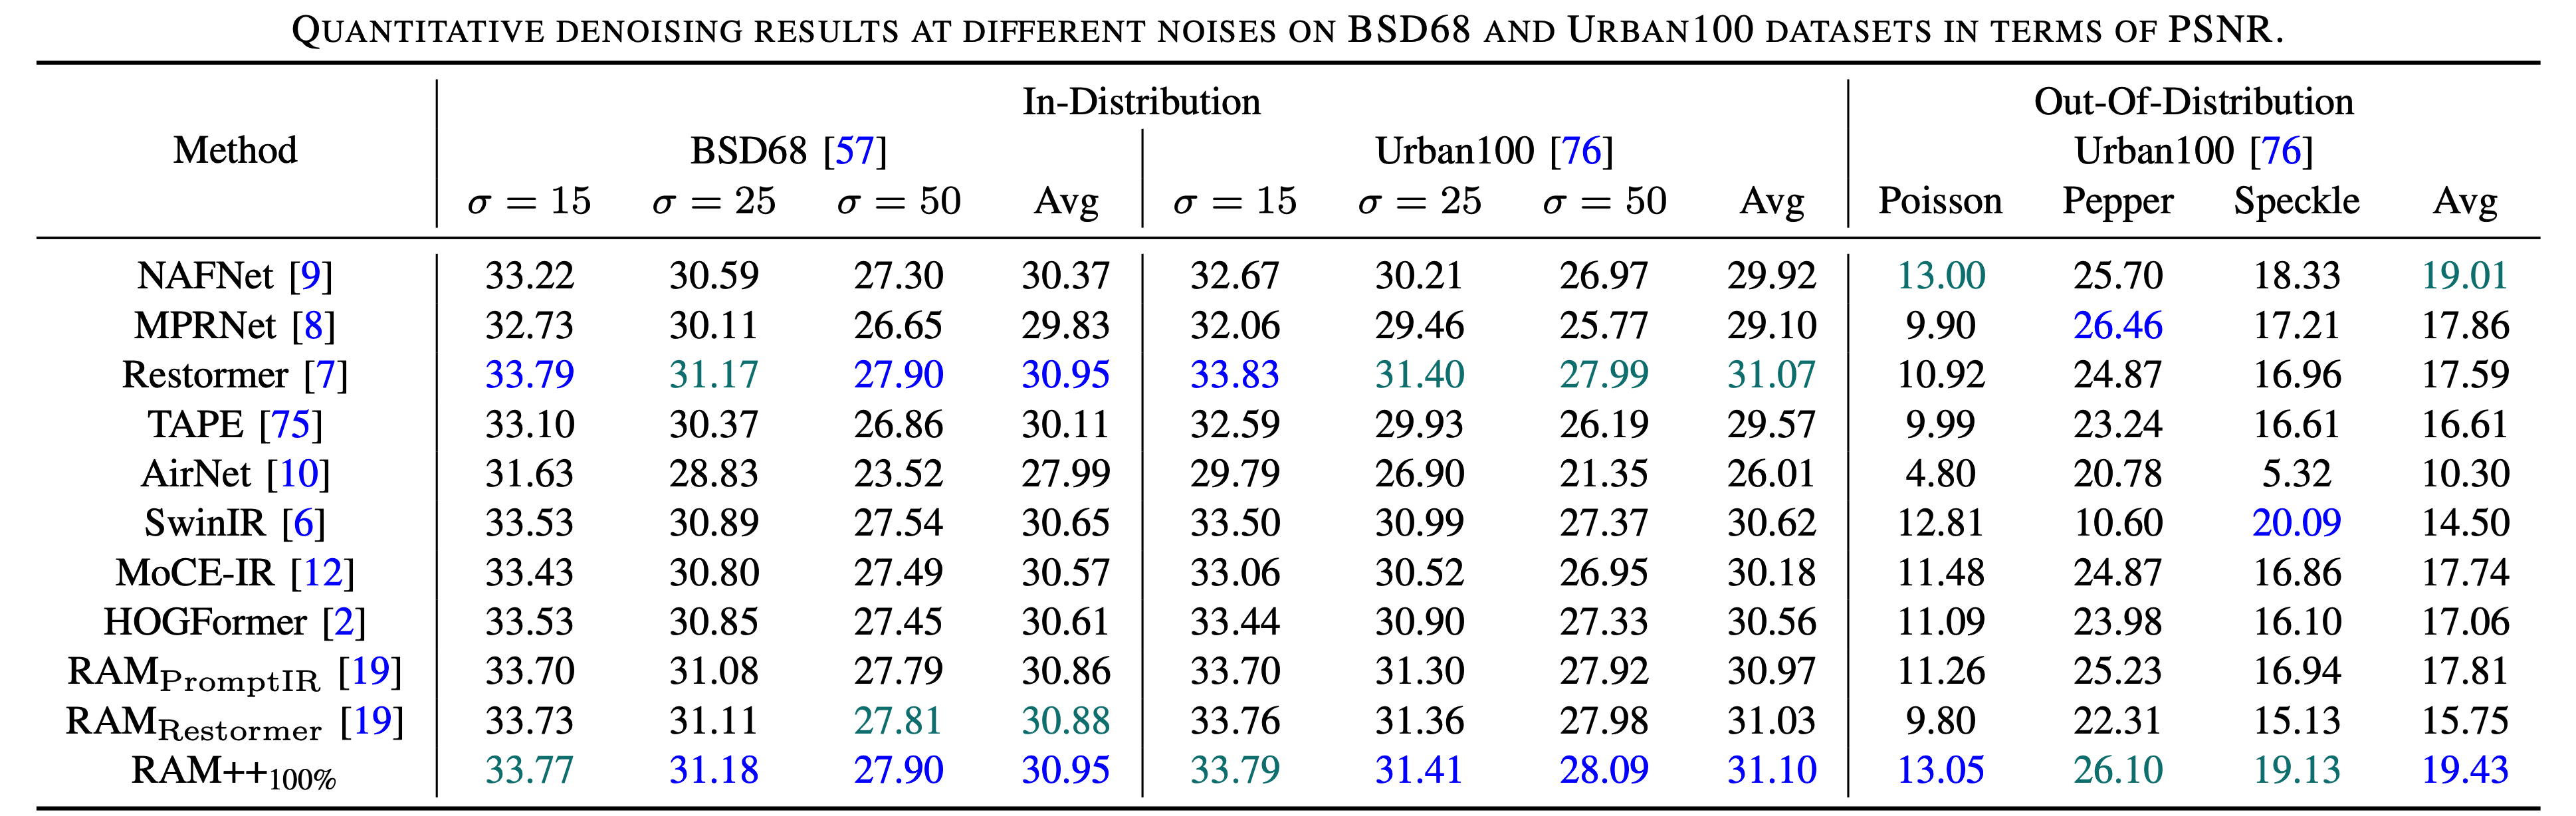 QUANTITATIVE DENOISING RESULTS AT DIFFERENT NOISES ON BSD68 AND URBAN100 DATASETS IN TERMS OF PSNR.
In-Distribution Out-Of-Distribution
Method BSD68 [57] Urban100 [76] Urban100 [76]
σ = 15 σ = 25 σ = 50 Avg σ = 15 σ = 25 σ = 50 Avg Poisson Pepper Speckle Avg
NAFNet [9] 33.22 30.59 27.30 30.37 32.67 30.21 26.97 29.92 13.00 25.70 18.33 19.01
MPRNet [8] 32.73 30.11 26.65 29.83 32.06 29.46 25.77 29.10 9.90 26.46 17.21 17.86
Restormer [7] 33.79 31.17 27.90 30.95 33.83 31.40 27.99 31.07 10.92 24.87 16.96 17.59
TAPE [75] 33.10 30.37 26.86 30.11 32.59 29.93 26.19 29.57 9.99 23.24 16.61 16.61
AirNet [10] 31.63 28.83 23.52 27.99 29.79 26.90 21.35 26.01 4.80 20.78 5.32 10.30
SwinIR [6] 33.53 30.89 27.54 30.65 33.50 30.99 27.37 30.62 12.81 10.60 20.09 14.50
MoCE-IR [12] 33.43 30.80 27.49 30.57 33.06 30.52 26.95 30.18 11.48 24.87 16.86 17.74
HOGFormer [2] 33.53 30.85 27.45 30.61 33.44 30.90 27.33 30.56 11.09 23.98 16.10 17.06
RAM_PromptIR [19] 33.70 31.08 27.79 30.86 33.70 31.30 27.92 30.97 11.26 25.23 16.94 17.81
RAM_Restormer [19] 33.73 31.11 27.81 30.88 33.76 31.36 27.98 31.03 9.80 22.31 15.13 15.75
RAM++_100% 33.77 31.18 27.90 30.95 33.79 31.41 28.09 31.10 13.05 26.10 19.13 19.43